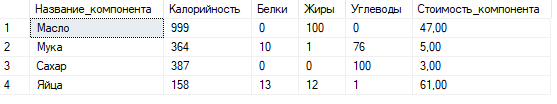 Название_компонента Калорийность Белки Жиры Углеводы Стоимость_компонента
1 Масло 999 0 100 0 47,00
2 Мука 364 10 1 76 5,00
3 Сахар 387 0 0 100 3,00
4 Яйца 158 13 12 1 61,00